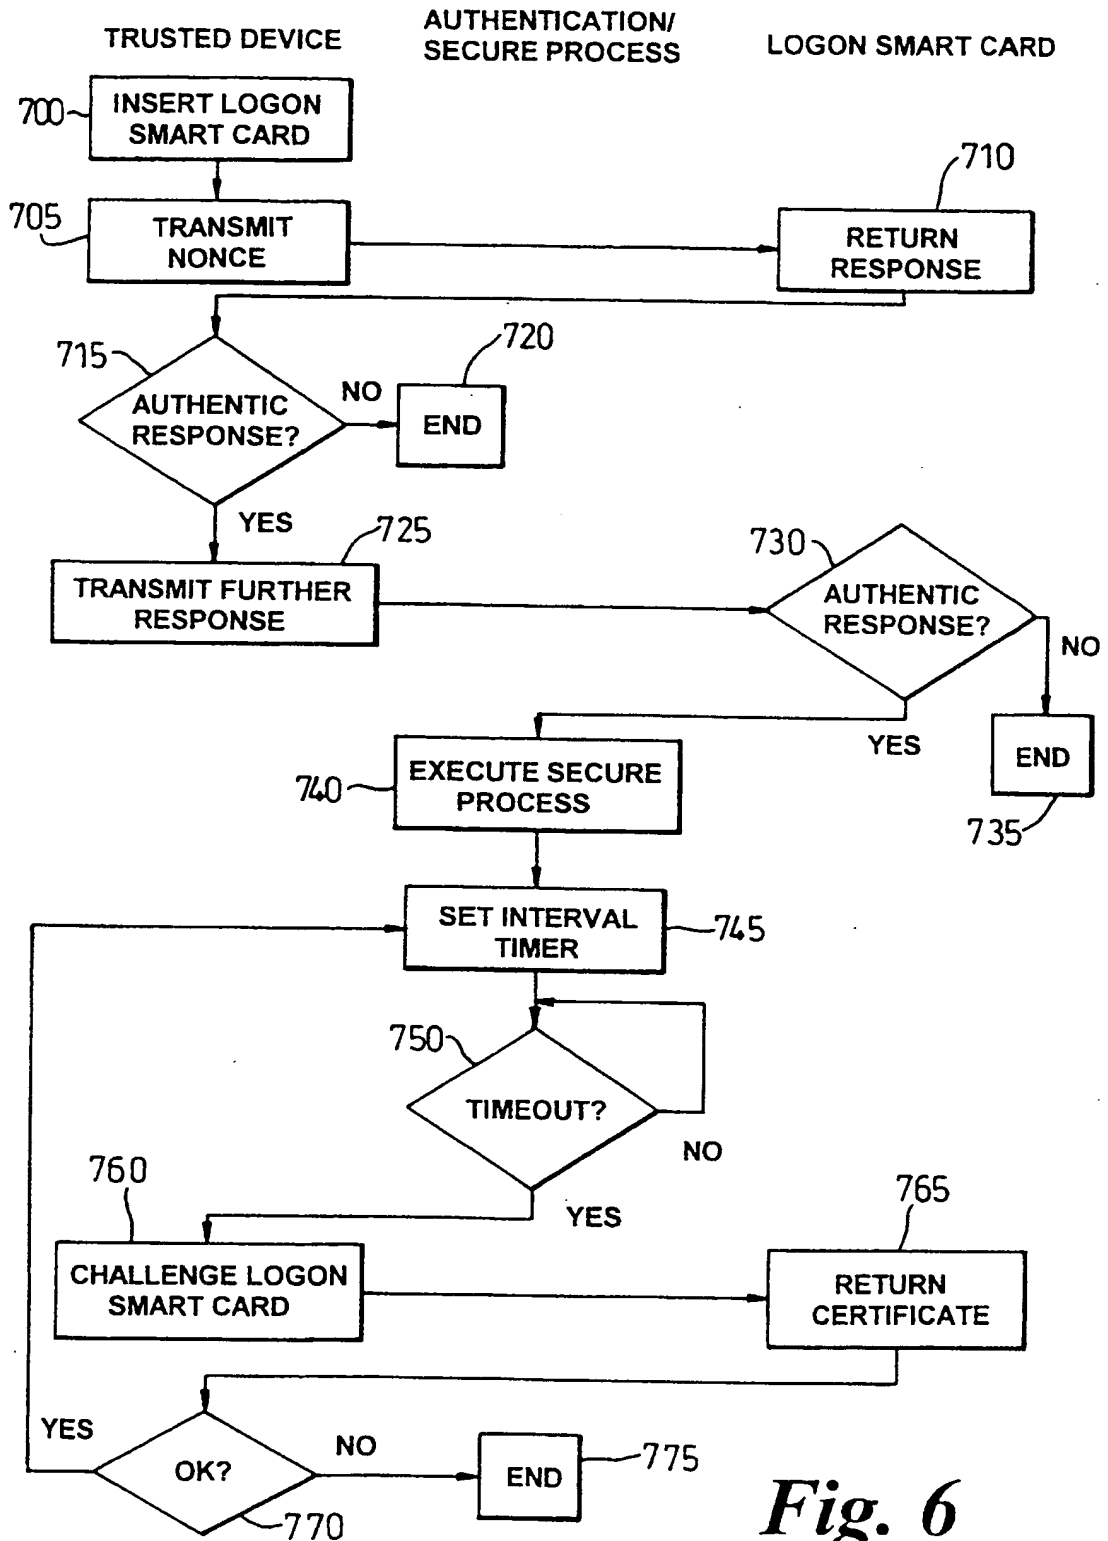 TRUSTED DEVICE
AUTHENTICATION/
SECURE PROCESS
LOGON SMART CARD
700
INSERT LOGON
SMART CARD
705
TRANSMIT
NONCE
710
RETURN
RESPONSE
715
AUTHENTIC
RESPONSE?
NO
720
END
YES
725
TRANSMIT FURTHER
RESPONSE
730
AUTHENTIC
RESPONSE?
NO
YES
END
735
740
EXECUTE SECURE
PROCESS
SET INTERVAL
TIMER
745
750
TIMEOUT?
NO
YES
760
CHALLENGE LOGON
SMART CARD
765
RETURN
CERTIFICATE
YES
OK?
NO
END
775
770
Fig. 6